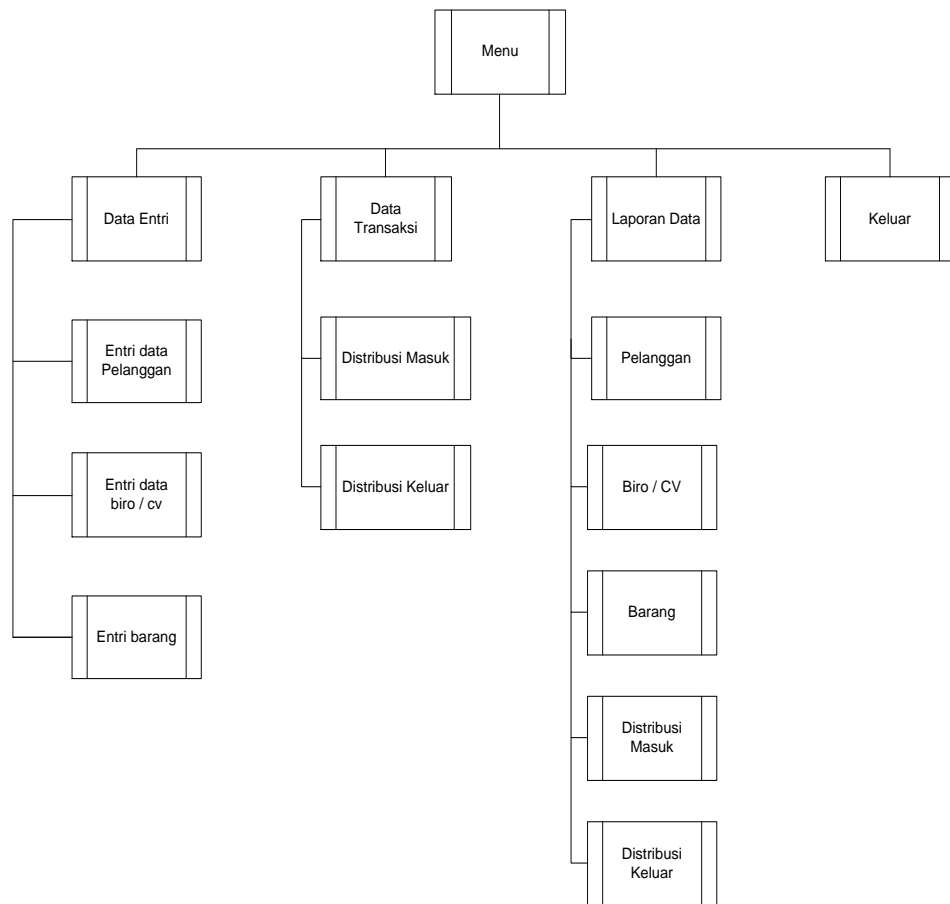 Menu
Data Entri
Data
Transaksi
Laporan Data
Keluar
Entri data
Pelanggan
Distribusi Masuk
Pelanggan
Entri data
biro / cv
Distribusi Keluar
Biro / CV
Entri barang
Barang
Distribusi
Masuk
Distribusi
Keluar